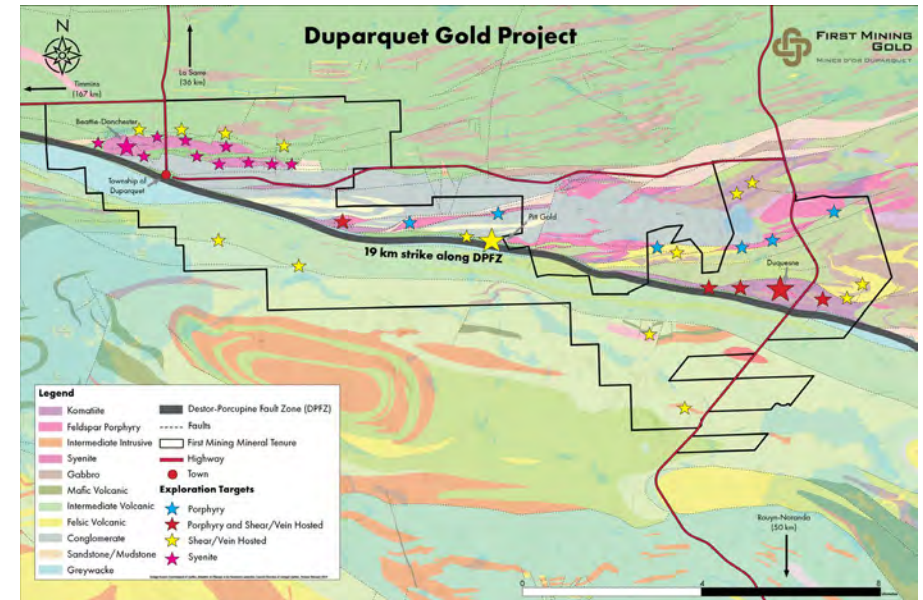 Duparquet Gold Project
FIRST MINING
GOLD
MINES D'OR DUPARQUET
La Sarre
(36 km)
Timmins
(167 km)
Beattie-Donchester
Township of
Duparquet
Pitt Gold
19 km strike along DPFZ
Duquesne
Rouyn-Noranda
(50 km)
Legend
Komatiite
Feldspar Porphyry
Intermediate Intrusive
Syenite
Gabbro
Mafic Volcanic
Intermediate Volcanic
Felsic Volcanic
Conglomerate
Sandstone/Mudstone
Greywacke
Destor-Porcupine Fault Zone (DPFZ)
Faults
First Mining Mineral Tenure
Highway
Town
Exploration Targets
Porphyry
Porphyry and Shear/Vein Hosted
Shear/Vein Hosted
Syenite
0
4
8